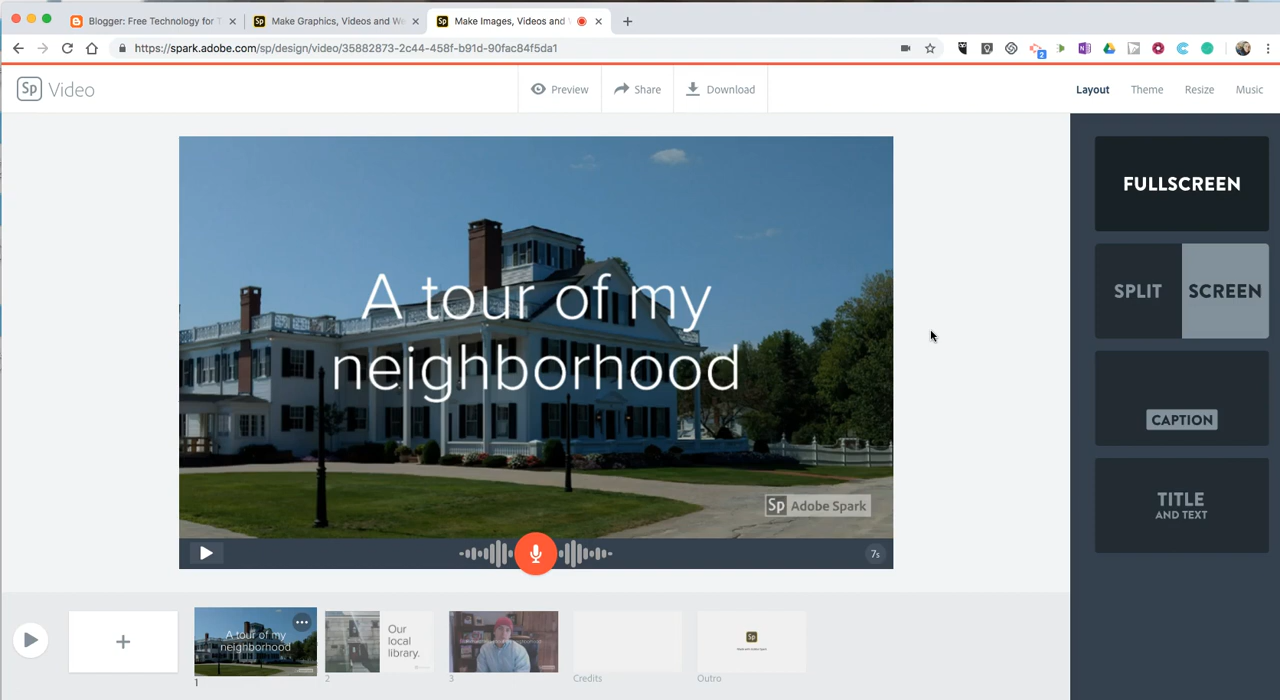 Blogger: Free Technology for T
Make Graphics, Videos and We
Make Images, Videos and
https://spark.adobe.com/sp/design/video/35882873-2c44-458f-b91d-90fac84f5da1
2
Sp Video
Preview
Share
Download
Layout
Theme
Resize
Music
A tour of my
neighborhood
Sp Adobe Spark
7s
FULLSCREEN
SPLIT SCREEN
CAPTION
TITLE
AND TEXT
A tour of my
neighborhood
Our
local
library.
Sp
1
2
3
Credits
Outro